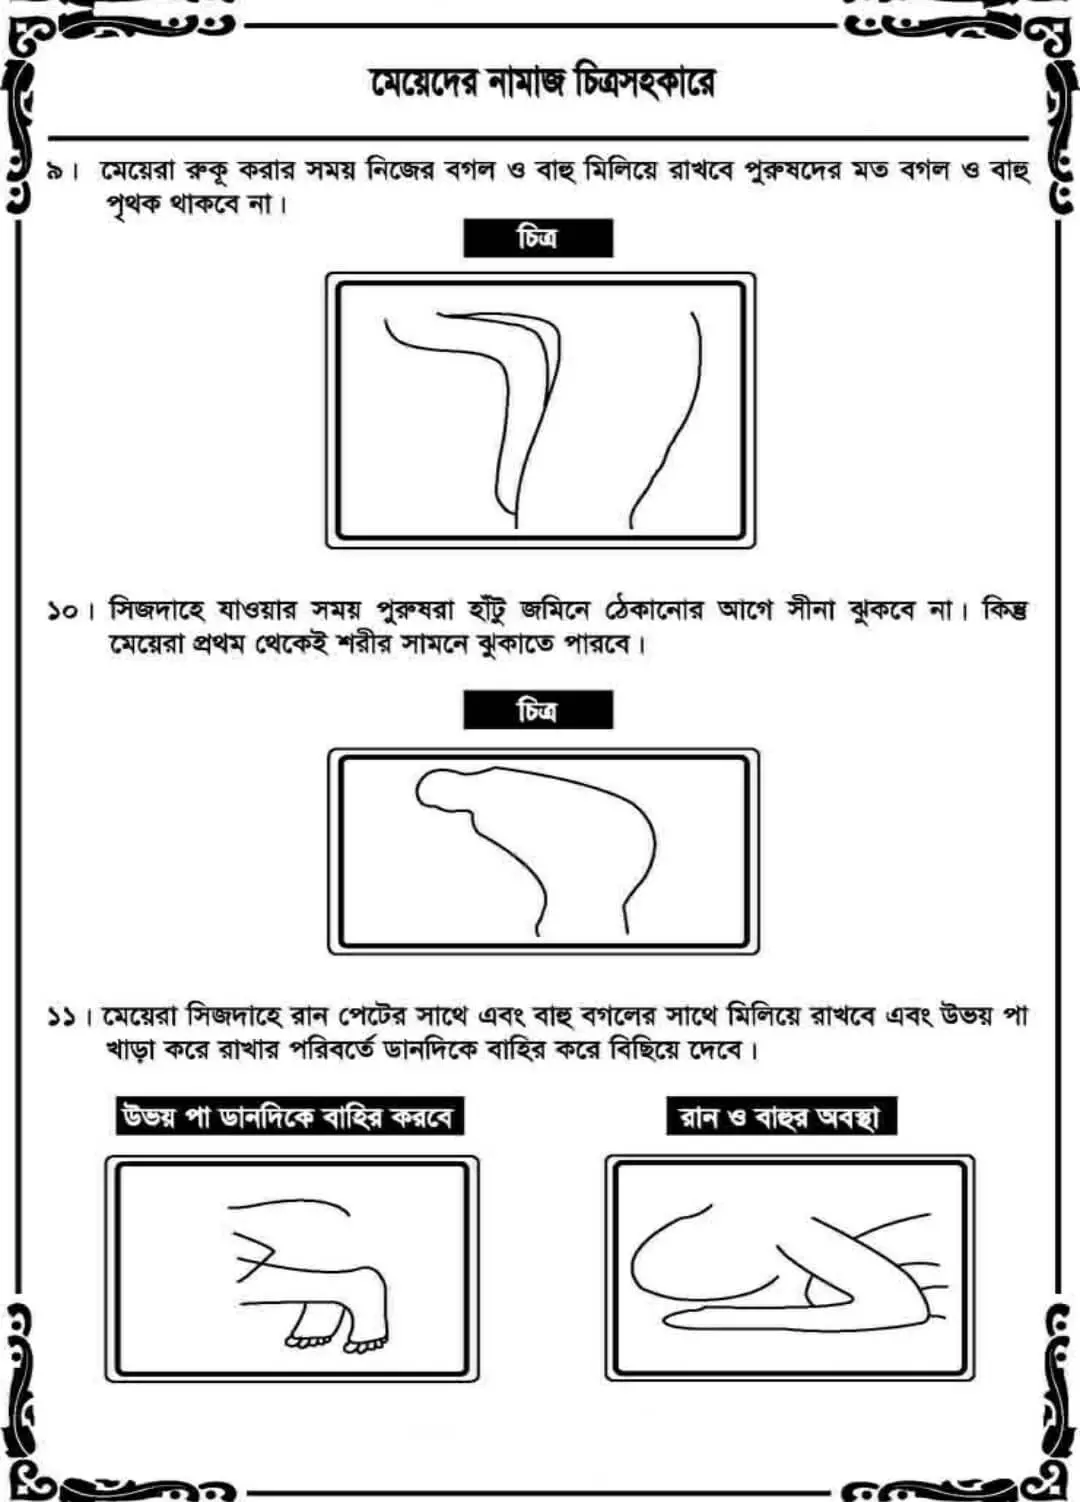 মেয়েদের নামাজ চিত্রসহকারে
৯। মেয়েরা রুকূ করার সময় নিজের বগল ও বাহু মিলিয়ে রাখবে পুরুষদের মত বগল ও বাহু
পৃথক থাকবে না।
চিত্র
১০। সিজদাহে যাওয়ার সময় পুরুষরা হাঁটু জমিনে ঠেকানোর আগে সীনা ঝুকবে না। কিন্তু
মেয়েরা প্রথম থেকেই শরীর সামনে ঝুকাতে পারবে।
চিত্র
১১। মেয়েরা সিজদাহে রান পেটের সাথে এবং বাহু বগলের সাথে মিলিয়ে রাখবে এবং উভয় পা
খাড়া করে রাখার পরিবর্তে ডানদিকে বাহির করে বিছিয়ে দেবে।
উভয় পা ডানদিকে বাহির করবে
রান ও বাহুর অবস্থা